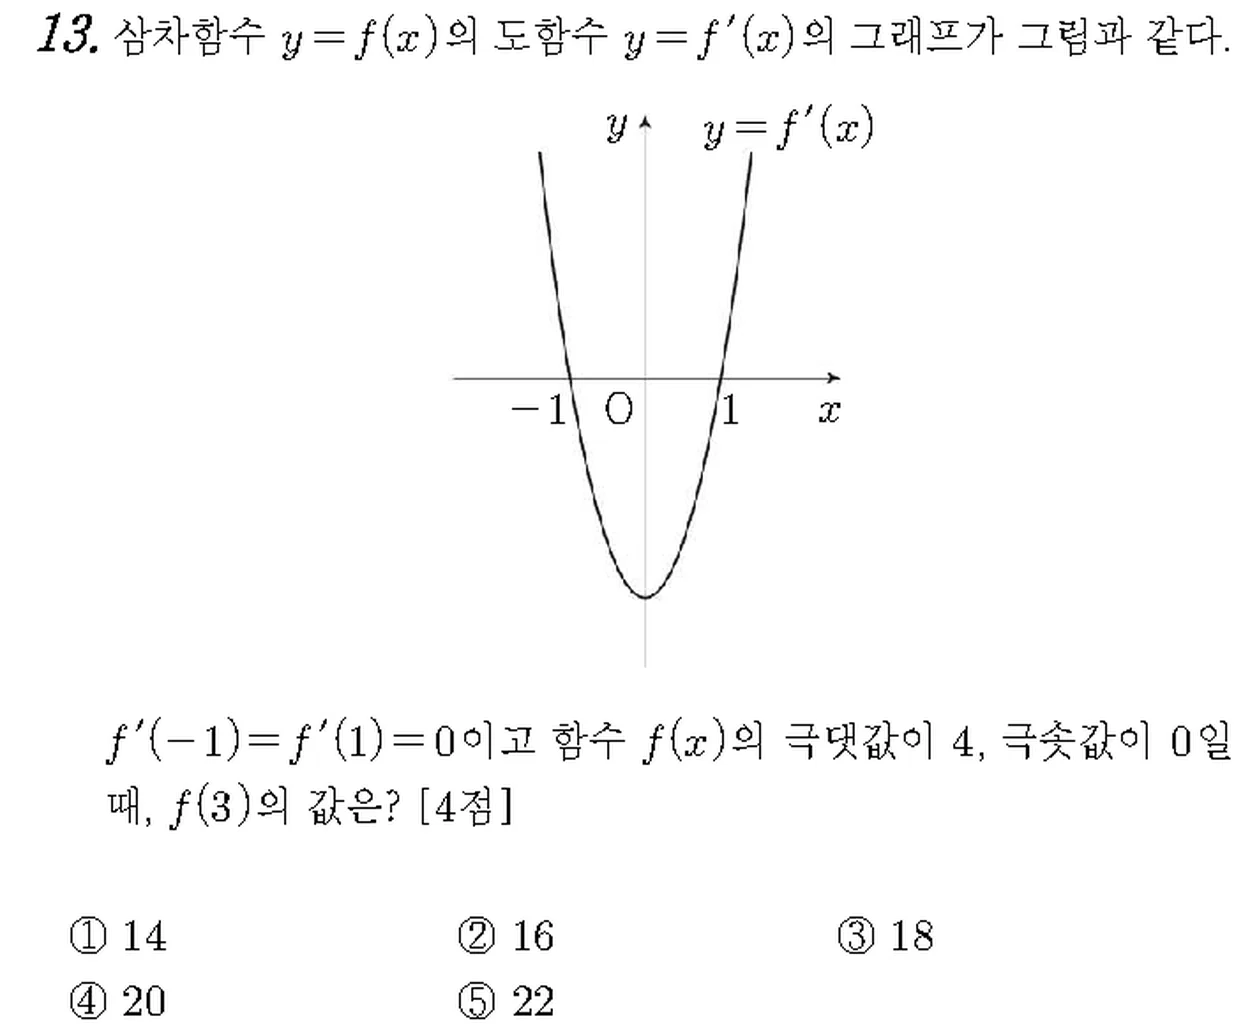 13. 삼차함수 y=f(x)의 도함수 y=f′(x)의 그래프가 그림과 같다.
y y=f′(x)
−1 O 1 x
f′(−1)=f′(1)=0이고 함수 f(x)의 극댓값이 4, 극솟값이 0일
때, f(3)의 값은? [4점]
① 14 ② 16 ③ 18
④ 20 ⑤ 22